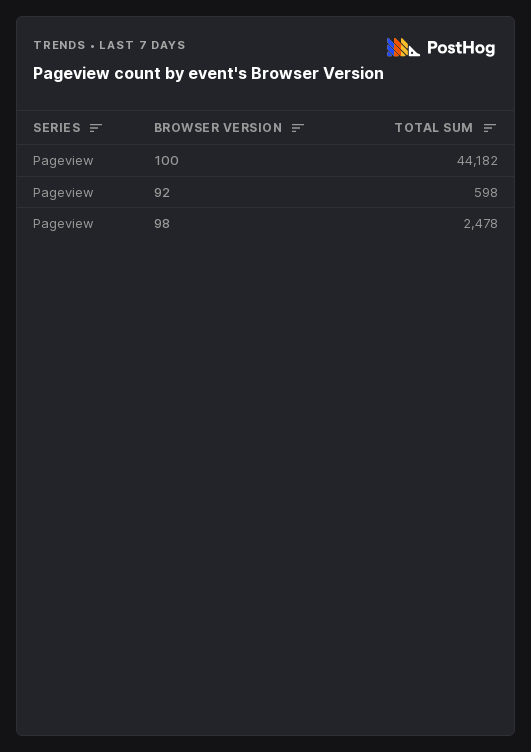 TRENDS • LAST 7 DAYS
PostHog
Pageview count by event's Browser Version
SERIES BROWSER VERSION TOTAL SUM
Pageview 100 44,182
Pageview 92 598
Pageview 98 2,478